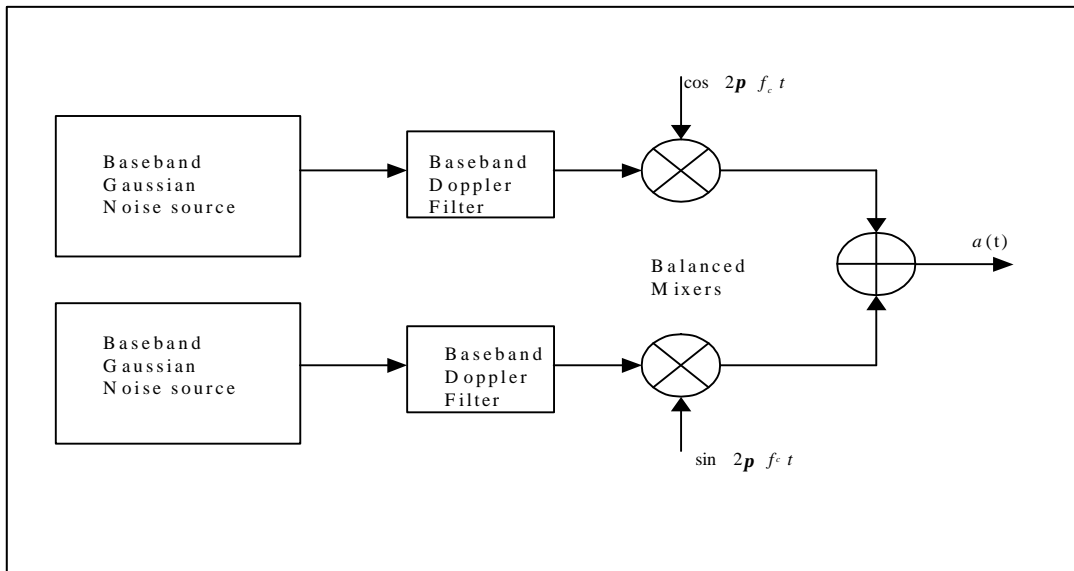 cos 2p f_c t
Baseband
Gaussian
Noise source
Baseband
Doppler
Filter
a(t)
Balanced
Mixers
Baseband
Gaussian
Noise source
Baseband
Doppler
Filter
sin 2p f_c t